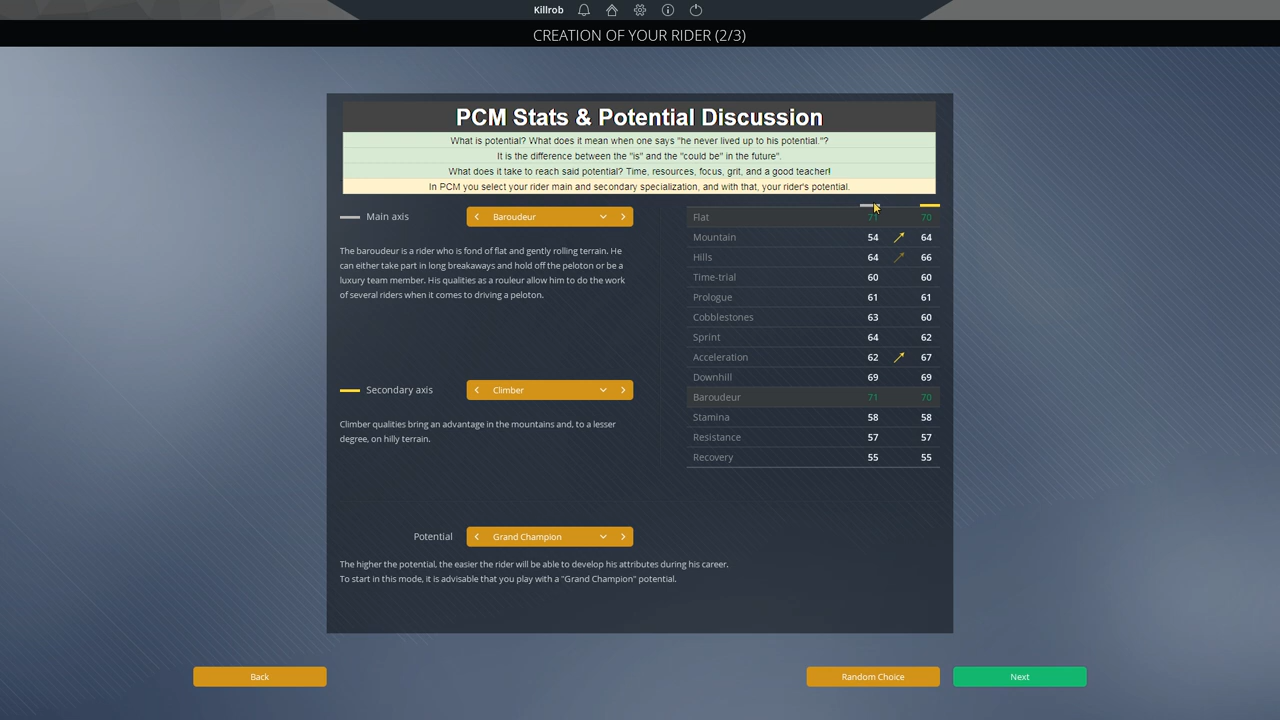 Killrob
CREATION OF YOUR RIDER (2/3)
PCM Stats & Potential Discussion
What is potential? What does it mean when one says "he never lived up to his potential."?
It is the difference between the "is" and the "could be" in the future".
What does it take to reach said potential? Time, resources, focus, grit, and a good teacher!
In PCM you select your rider main and secondary specialization, and with that, your rider's potential.
Main axis
Baroudeur
The baroudeur is a rider who is fond of flat and gently rolling terrain. He
can either take part in long breakaways and hold off the peloton or be a
luxury team member. His qualities as a rouleur allow him to do the work
of several riders when it comes to driving a peloton.
Secondary axis
Climber
Climber qualities bring an advantage in the mountains and, to a lesser
degree, on hilly terrain.
Flat 71 70
Mountain 54 64
Hills 64 66
Time-trial 60 60
Prologue 61 61
Cobblestones 63 60
Sprint 64 62
Acceleration 62 67
Downhill 69 69
Baroudeur 71 70
Stamina 58 58
Resistance 57 57
Recovery 55 55
Potential
Grand Champion
The higher the potential, the easier the rider will be able to develop his attributes during his career.
To start in this mode, it is advisable that you play with a "Grand Champion" potential.
Back
Random Choice
Next